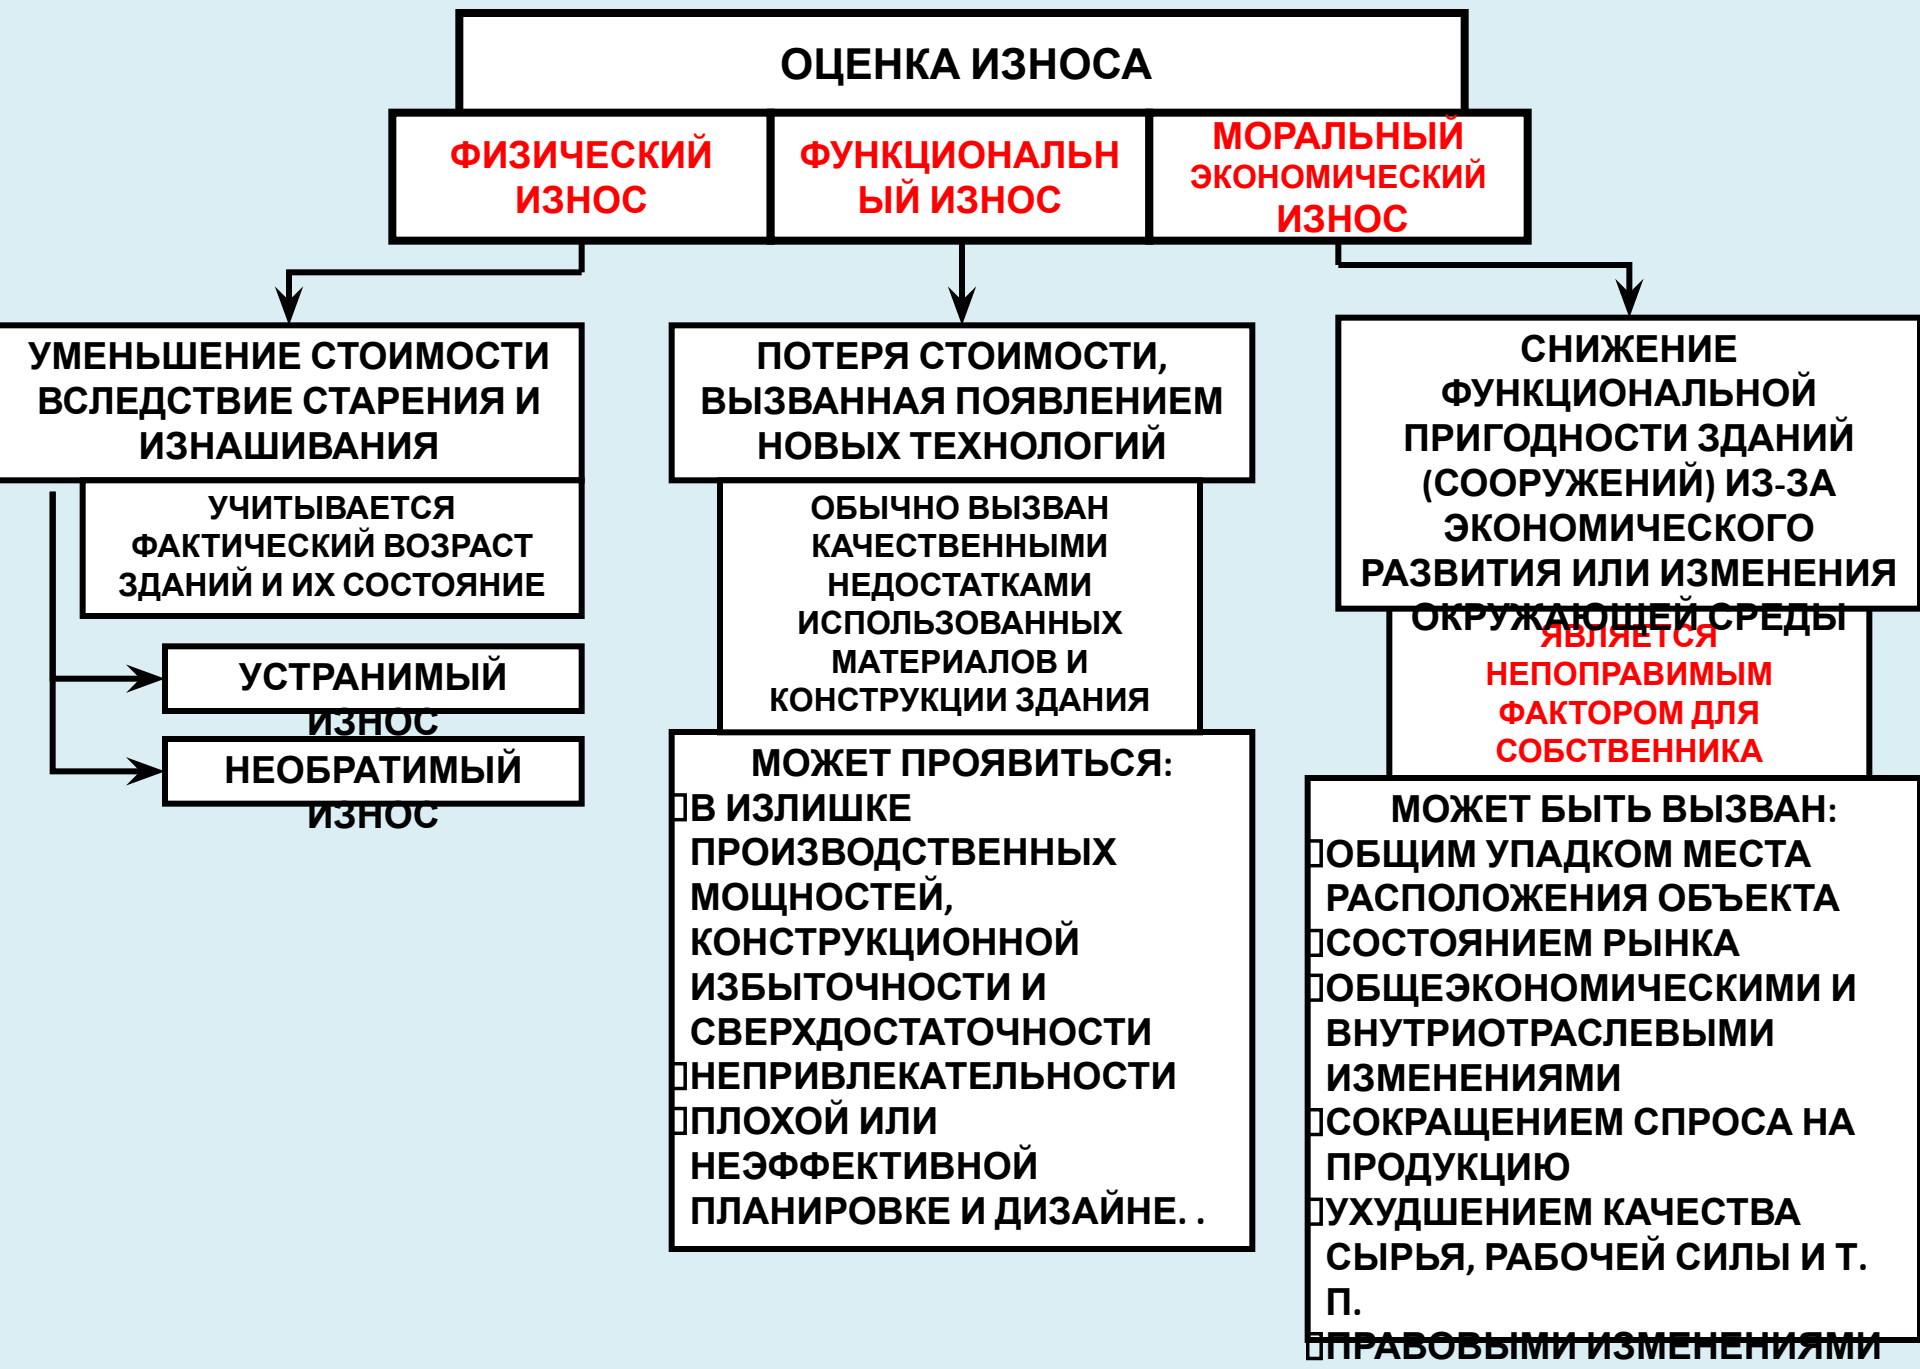 ОЦЕНКА ИЗНОСА
ФИЗИЧЕСКИЙ
ИЗНОС
ФУНКЦИОНАЛЬН
ЫЙ ИЗНОС
МОРАЛЬНЫЙ
ЭКОНОМИЧЕСКИЙ
ИЗНОС
УМЕНЬШЕНИЕ СТОИМОСТИ
ВСЛЕДСТВИЕ СТАРЕНИЯ И
ИЗНАШИВАНИЯ
УЧИТЫВАЕТСЯ
ФАКТИЧЕСКИЙ ВОЗРАСТ
ЗДАНИЙ И ИХ СОСТОЯНИЕ
УСТРАНИМЫЙ
ИЗНОС
НЕОБРАТИМЫЙ
ИЗНОС
ПОТЕРЯ СТОИМОСТИ,
ВЫЗВАННАЯ ПОЯВЛЕНИЕМ
НОВЫХ ТЕХНОЛОГИЙ
ОБЫЧНО ВЫЗВАН
КАЧЕСТВЕННЫМИ
НЕДОСТАТКАМИ
ИСПОЛЬЗОВАННЫХ
МАТЕРИАЛОВ И
КОНСТРУКЦИИ ЗДАНИЯ
МОЖЕТ ПРОЯВИТЬСЯ:
В ИЗЛИШКЕ
ПРОИЗВОДСТВЕННЫХ
МОЩНОСТЕЙ,
КОНСТРУКЦИОННОЙ
ИЗБЫТОЧНОСТИ И
СВЕРХДОСТАТОЧНОСТИ
НЕПРИВЛЕКАТЕЛЬНОСТИ
ПЛОХОЙ ИЛИ
НЕЭФФЕКТИВНОЙ
ПЛАНИРОВКЕ И ДИЗАЙНЕ. .
СНИЖЕНИЕ
ФУНКЦИОНАЛЬНОЙ
ПРИГОДНОСТИ ЗДАНИЙ
(СООРУЖЕНИЙ) ИЗ-ЗА
ЭКОНОМИЧЕСКОГО
РАЗВИТИЯ ИЛИ ИЗМЕНЕНИЯ
ОКРУЖАЮЩЕЙ СРЕДЫ
ЯВЛЯЕТСЯ
НЕПОПРАВИМЫМ
ФАКТОРОМ ДЛЯ
СОБСТВЕННИКА
МОЖЕТ БЫТЬ ВЫЗВАН:
ОБЩИМ УПАДКОМ МЕСТА
РАСПОЛОЖЕНИЯ ОБЪЕКТА
СОСТОЯНИЕМ РЫНКА
ОБЩЕЭКОНОМИЧЕСКИМИ И
ВНУТРИОТРАСЛЕВЫМИ
ИЗМЕНЕНИЯМИ
СОКРАЩЕНИЕМ СПРОСА НА
ПРОДУКЦИЮ
УХУДШЕНИЕМ КАЧЕСТВА
СЫРЬЯ, РАБОЧЕЙ СИЛЫ И Т.
П.
ПРАВОВЫМИ ИЗМЕНЕНИЯМИ